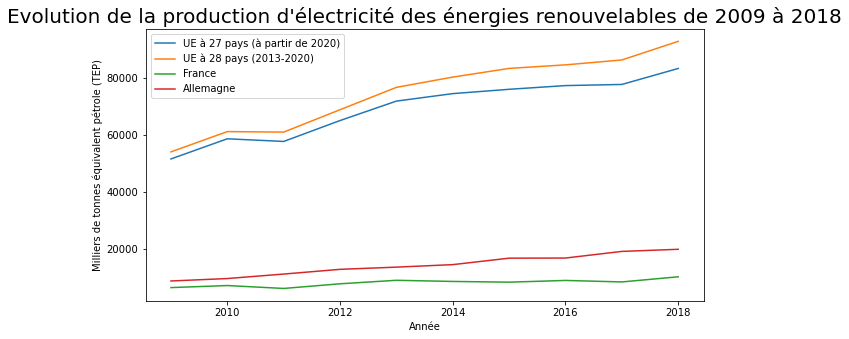 Evolution de la production d'électricité des énergies renouvelables de 2009 à 2018
UE à 27 pays (à partir de 2020)
UE à 28 pays (2013-2020)
France
Allemagne
Milliers de tonnes équivalent pétrole (TEP)
80000
60000
40000
20000
2010 2012 2014 2016 2018
Année